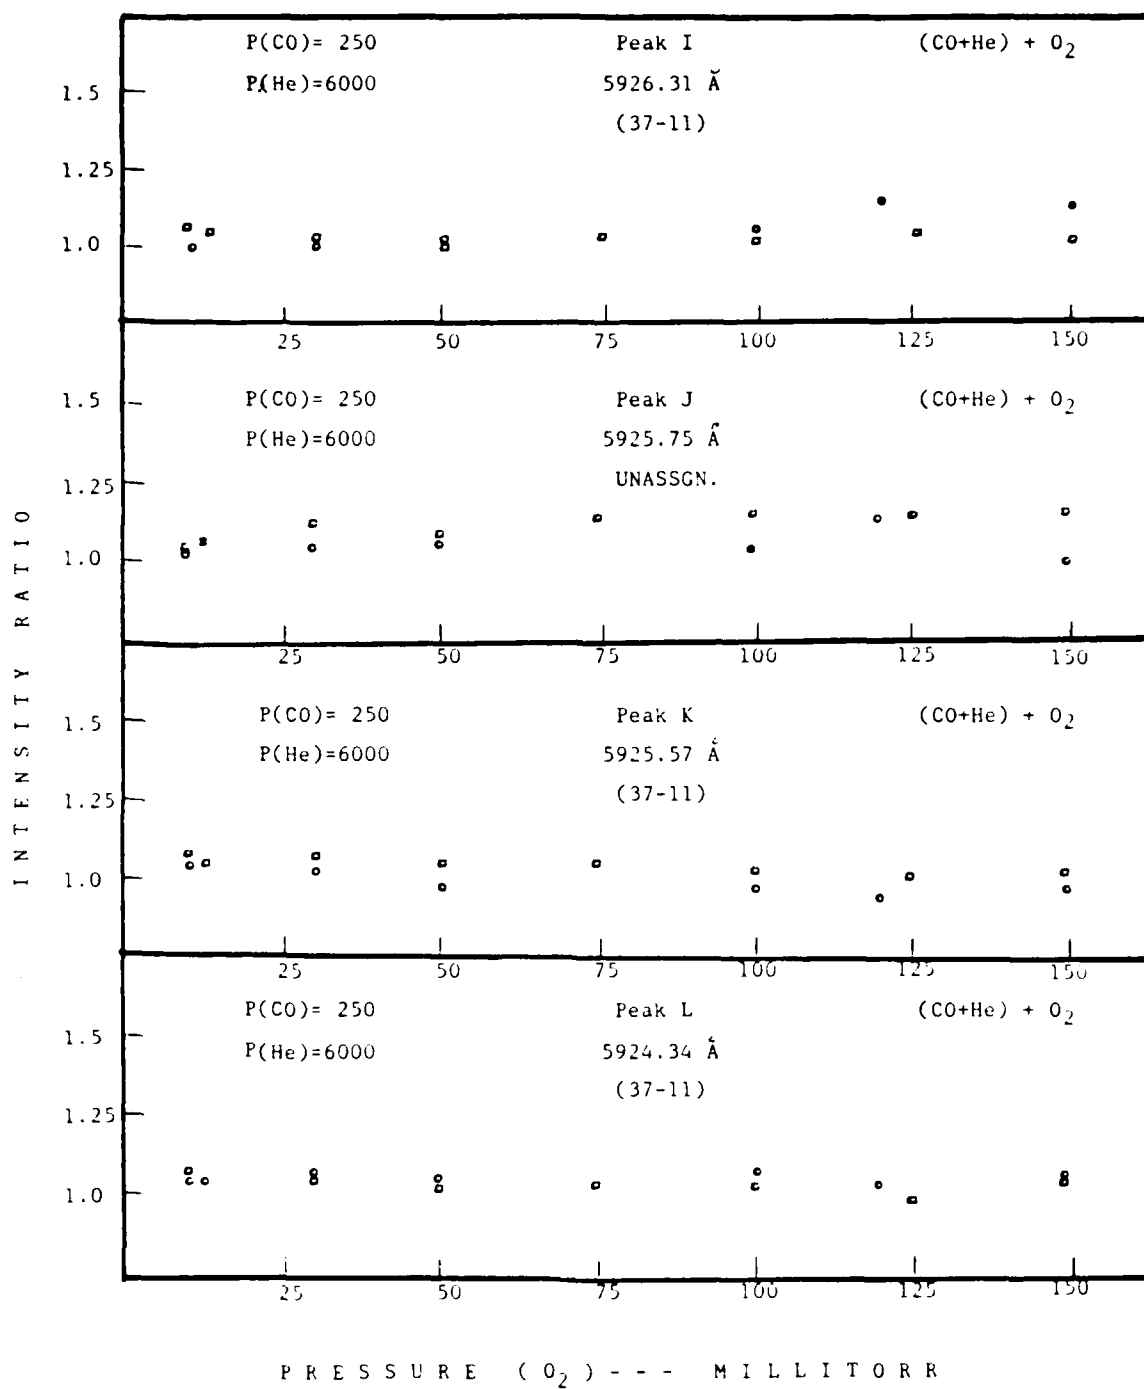 P(CO)= 250 Peak I (CO+He) + O2
P(He)=6000 5926.31 Å
(37-11)
1.5
1.25
1.0
25 50 75 100 125 150
P(CO)= 250 Peak J (CO+He) + O2
P(He)=6000 5925.75 Å
UNASSGN.
1.5
1.25
1.0
25 50 75 100 125 150
P(CO)= 250 Peak K (CO+He) + O2
P(He)=6000 5925.57 Å
(37-11)
1.5
1.25
1.0
25 50 75 100 125 150
P(CO)= 250 Peak L (CO+He) + O2
P(He)=6000 5924.34 Å
(37-11)
1.5
1.25
1.0
25 50 75 100 125 150
INTENSITY RATIO
PRESSURE (O2)--- MILLITORR